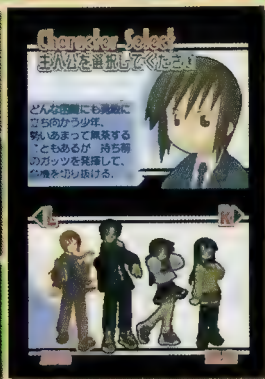 Character Select
主人公を選択してください
どんな困難にも勇敢に
立ち向かう少年。
勢いあまって無茶する
こともあるが 持ち前
のガッツを発揮して、
危機を切り抜ける。
L R